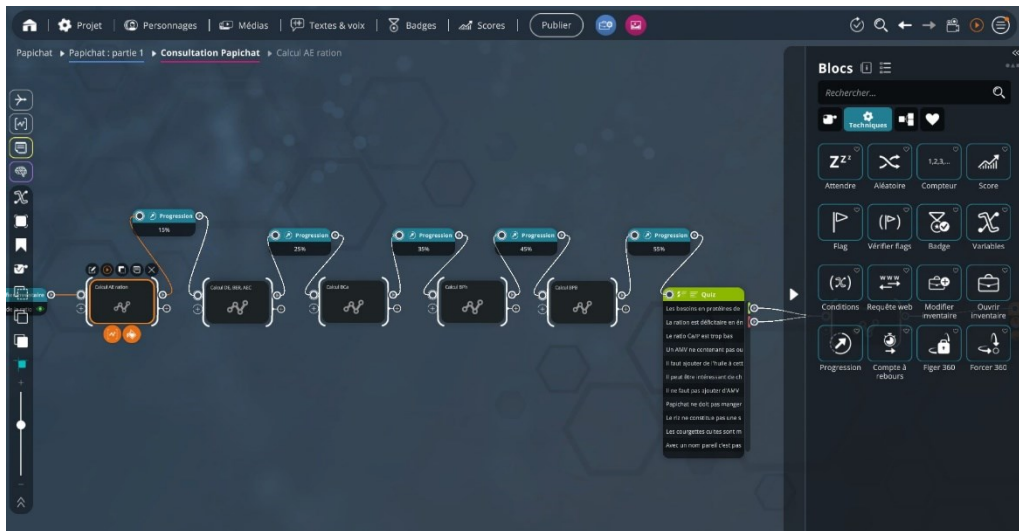 Projet
Personnages
Médias
Textes & voix
Badges
Scores
Publier
Papichat
Papichat : partie 1
Consultation Papichat
Calcul AE ration
Blocs
Rechercher...
Techniques
Attendre
Aléatoire
1,2,3,...
Compteur
Score
Flag
Vérifier flags
Badge
Variables
Conditions
Requête web
Modifier inventaire
Ouvrir inventaire
Progression
Compte à rebours
Figer 360
Forcer 360
Progression
15%
Progression
25%
Progression
35%
Progression
45%
Progression
55%
Calcul AE ration
Calcul DE, BER, AEC
Calcul BCa
Calcul BPB
Quiz
Les besoins en protéines de
La ration est déficitaire en én
Le ratio Ca/P est trop bas
Un AMV ne contenant pas ou
Il faut ajouter de l'huile à cett
Il peut être intéressant de ch
Il ne faut pas ajouter d'AMV
Papichat ne doit pas manger
Le riz ne constitue pas une s
Les courgettes cuites sont m
Avec un nom pareil c'est pas